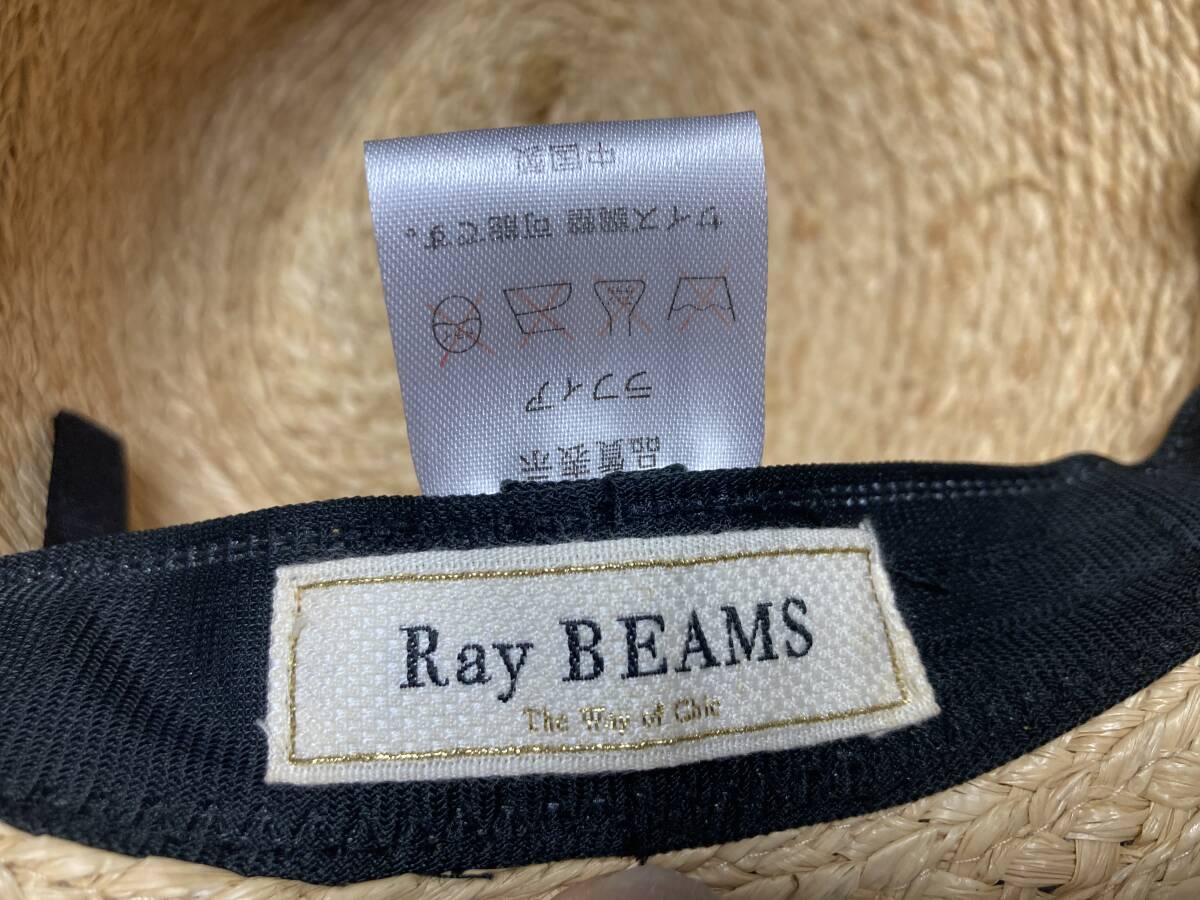 品質表示
ラフィア
サイズ調整 可能です。
中国製
Ray BEAMS
The Way of Chic